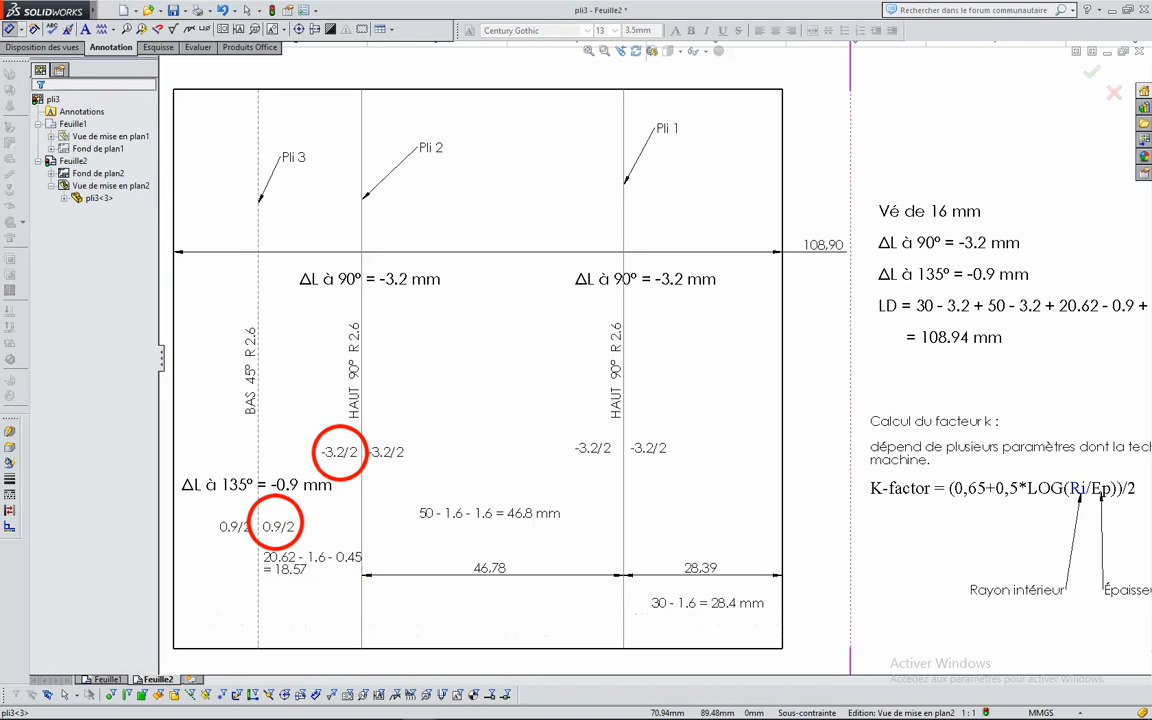 SOLIDWORKS
pli3 - Feuille2 *
Rechercher dans le forum communautaire
Century Gothic
13
3.5mm
Disposition des vues
Annotation
Esquisse
Evaluer
Produits Office
pli3
Annotations
Feuille1
Vue de mise en plan1
Fond de plan1
Feuille2
Fond de plan2
Vue de mise en plan2
pli3<3>
Pli 3
Pli 2
Pli 1
108,90
ΔL à 90° = -3.2 mm
ΔL à 90° = -3.2 mm
BAS 45° R 2.6
HAUT 90° R 2.6
HAUT 90° R 2.6
-3.2/2
-3.2/2
-3.2/2
-3.2/2
ΔL à 135° = -0.9 mm
0.9/2
0.9/2
50 - 1.6 - 1.6 = 46.8 mm
20.62 - 1.6 - 0.45
= 18.57
46,78
28,39
30 - 1.6 = 28.4 mm
Vé de 16 mm
ΔL à 90° = -3.2 mm
ΔL à 135° = -0.9 mm
LD = 30 - 3.2 + 50 - 3.2 + 20.62 - 0.9 +
= 108.94 mm
Calcul du facteur k :
dépend de plusieurs paramètres dont la tec
machine.
K-factor = (0,65+0,5*LOG(Ri/Ep))/2
Rayon intérieur
Épaisseu
Activer Windows
Accédez aux paramètres pour activer Windows.
Feuille1
Feuille2
pli3<3>
70.94mm
89.48mm
0mm
Sous-contrainte
Edition: Vue de mise en plan2
1 : 1
MMGS